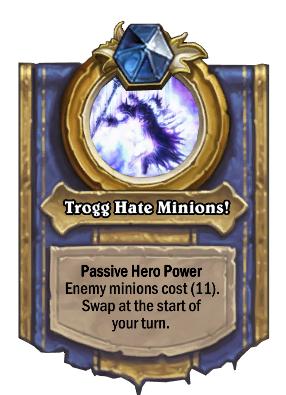 Trogg Hate Minions!
Passive Hero Power
Enemy minions cost (11).
Swap at the start of
your turn.